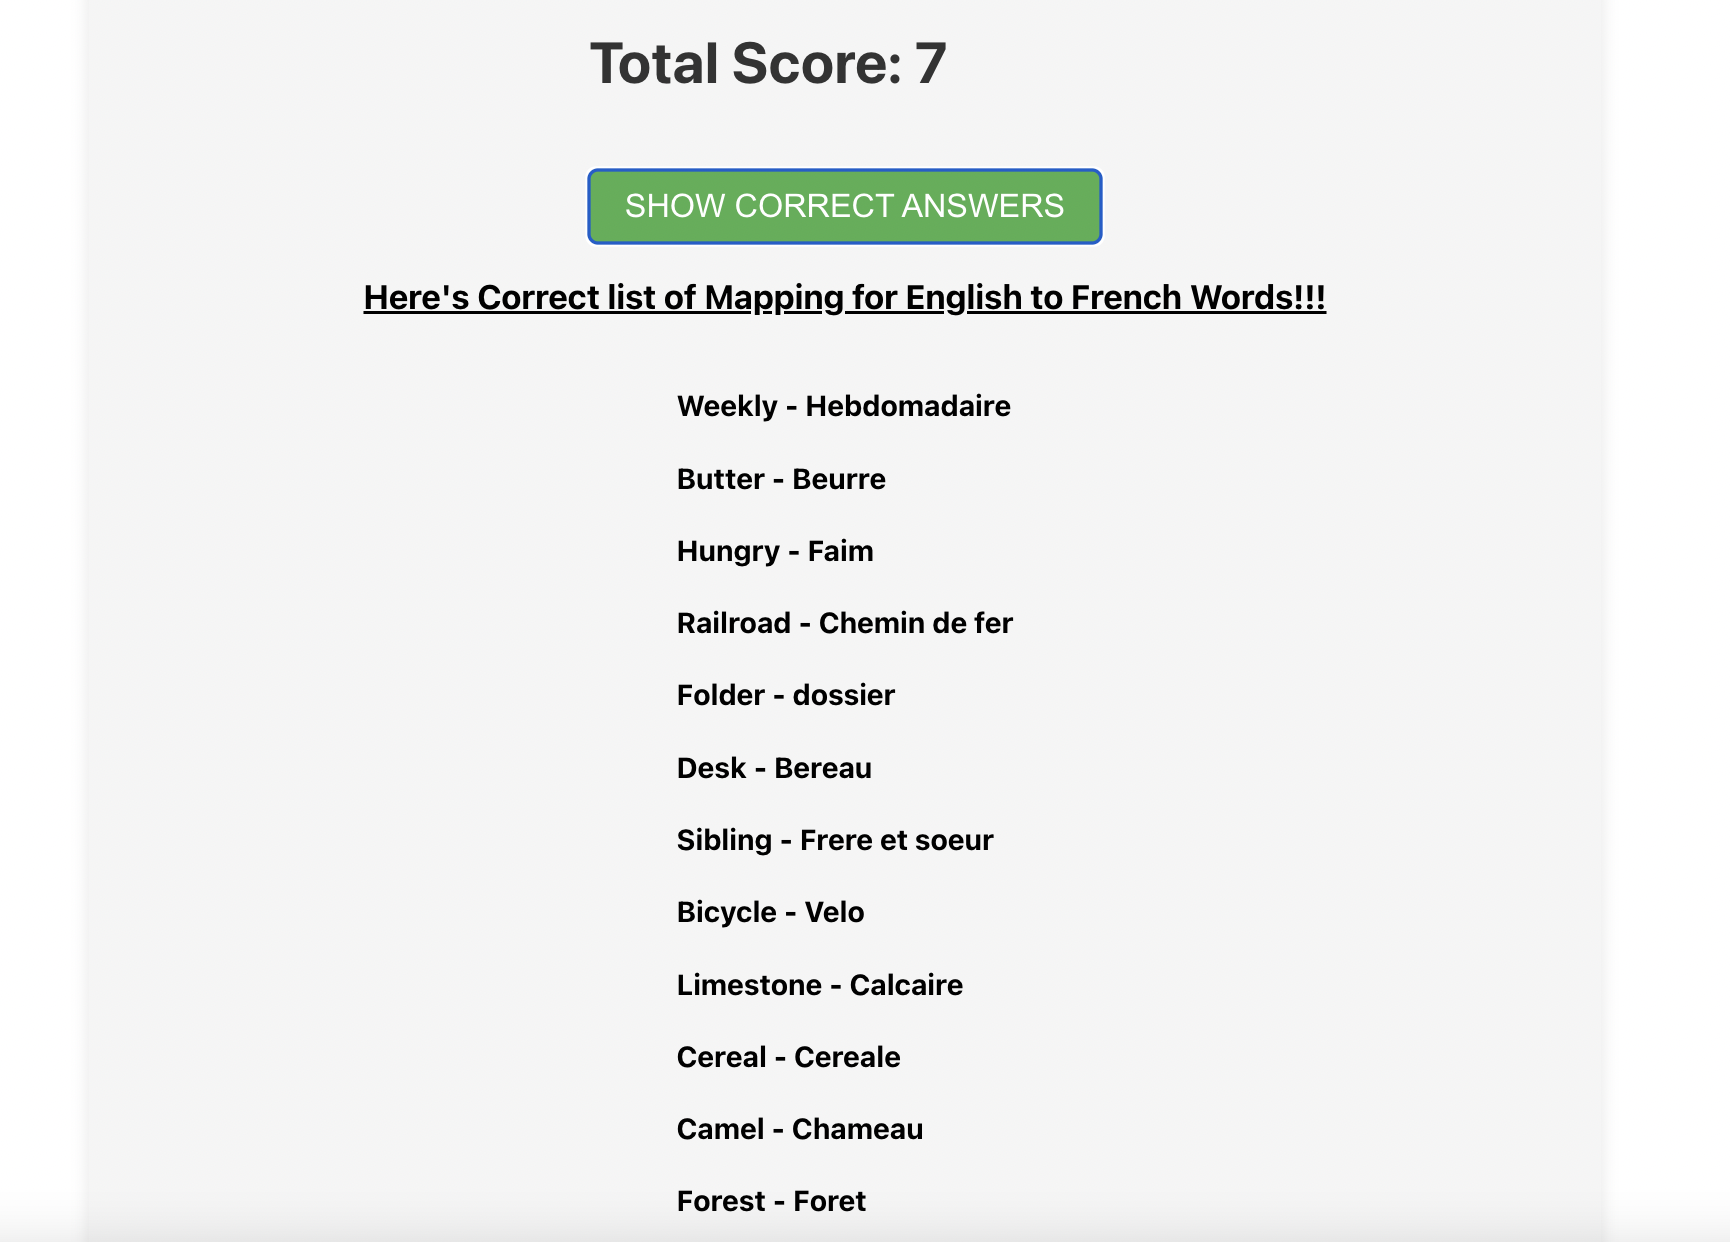 Total Score: 7
SHOW CORRECT ANSWERS
Here's Correct list of Mapping for English to French Words!!!
Weekly - Hebdomadaire
Butter - Beurre
Hungry - Faim
Railroad - Chemin de fer
Folder - dossier
Desk - Bereau
Sibling - Frere et soeur
Bicycle - Velo
Limestone - Calcaire
Cereal - Cereale
Camel - Chameau
Forest - Foret